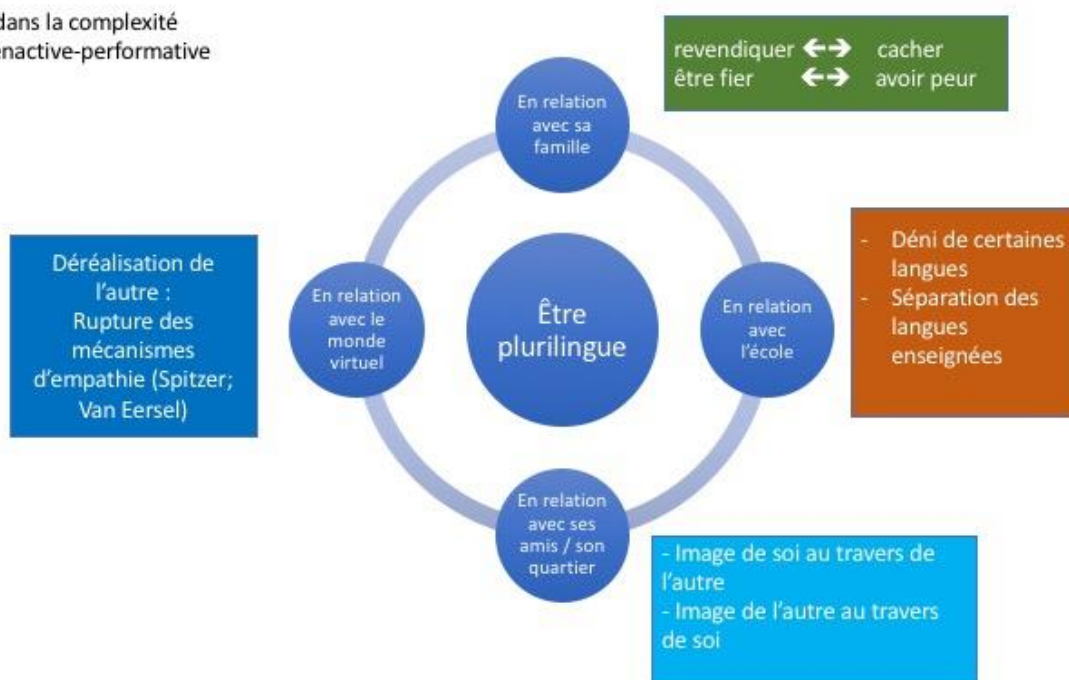 dans la complexité
enactive-performative
revendiquer ←→ cacher
être fier ←→ avoir peur
En relation
avec sa
famille
Déréalisation de
l'autre :
Rupture des
mécanismes
d'empathie (Spitzer;
Van Eersel)
En relation
avec le
monde
virtuel
Être
plurilingue
En relation
avec
l'école
- Déni de certaines
langues
- Séparation des
langues
enseignées
En relation
avec ses
amis / son
quartier
- Image de soi au travers de
l'autre
- Image de l'autre au travers
de soi